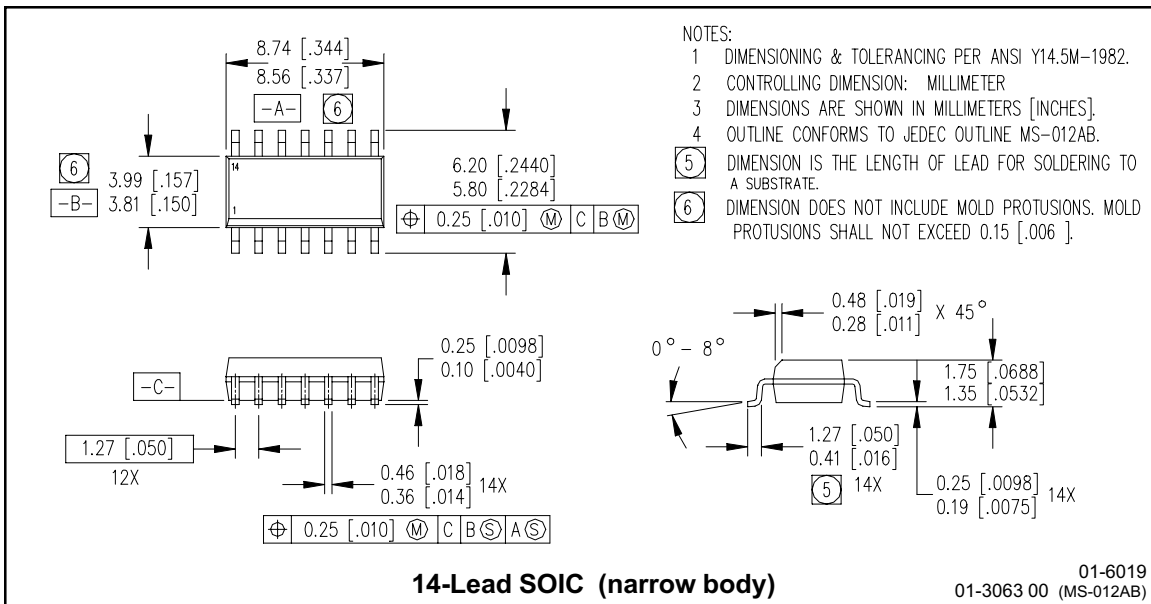 8.74 [.344]
8.56 [.337]
-A- 6
14
1
6 3.99 [.157]
-B- 3.81 [.150]
6.20 [.2440]
5.80 [.2284]
⌖ 0.25 [.010] Ⓜ C B Ⓜ
NOTES:
1 DIMENSIONING & TOLERANCING PER ANSI Y14.5M-1982.
2 CONTROLLING DIMENSION: MILLIMETER
3 DIMENSIONS ARE SHOWN IN MILLIMETERS [INCHES].
4 OUTLINE CONFORMS TO JEDEC OUTLINE MS-012AB.
5 DIMENSION IS THE LENGTH OF LEAD FOR SOLDERING TO
A SUBSTRATE.
6 DIMENSION DOES NOT INCLUDE MOLD PROTUSIONS. MOLD
PROTUSIONS SHALL NOT EXCEED 0.15 [.006 ].
-C-
0.25 [.0098]
0.10 [.0040]
1.27 [.050]
12X
0.46 [.018]
0.36 [.014] 14X
⌖ 0.25 [.010] Ⓜ C B Ⓢ A Ⓢ
0.48 [.019]
0.28 [.011] X 45°
0°-8°
1.75 [.0688]
1.35 [.0532]
1.27 [.050]
0.41 [.016]
5 14X
0.25 [.0098]
0.19 [.0075] 14X
14-Lead SOIC (narrow body)
01-6019
01-3063 00 (MS-012AB)